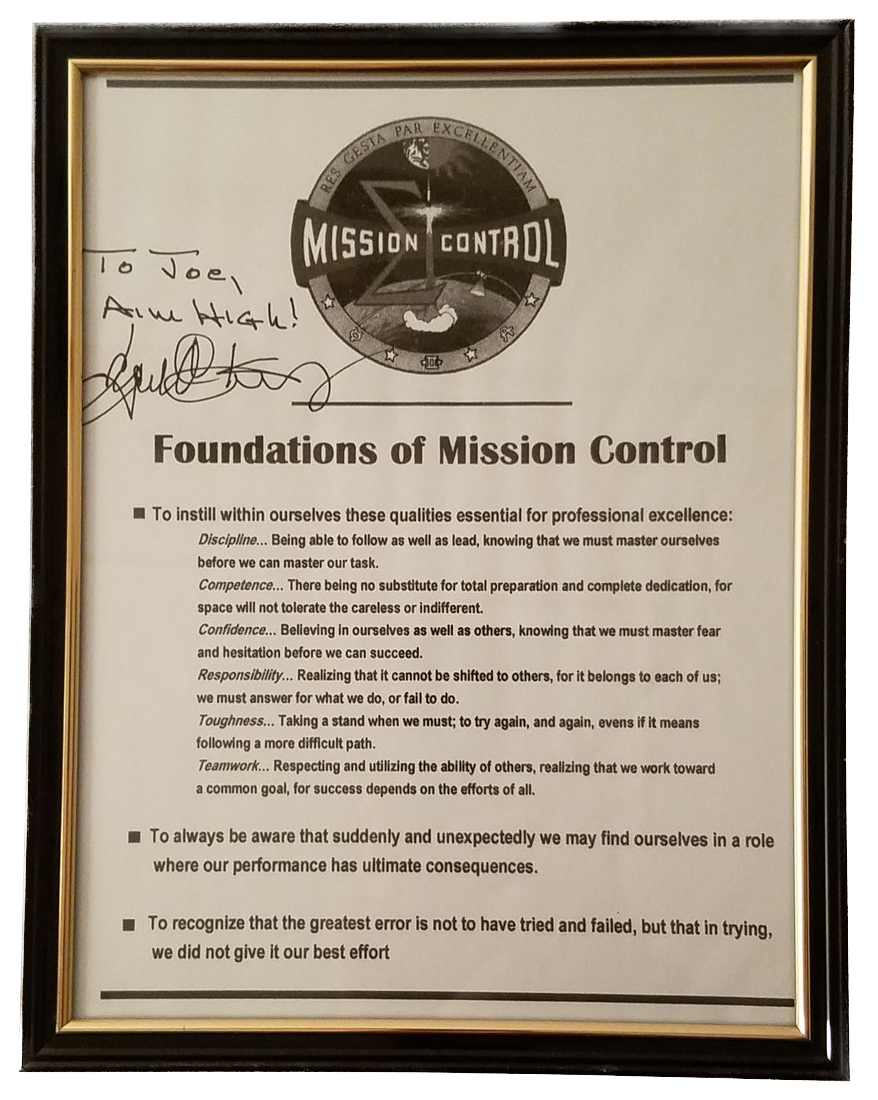 RES GESTA PAR EXCELLENTIAM
MISSION CONTROL
To Joe,
Aim High!
Foundations of Mission Control
■ To instill within ourselves these qualities essential for professional excellence:
Discipline... Being able to follow as well as lead, knowing that we must master ourselves
before we can master our task.
Competence... There being no substitute for total preparation and complete dedication, for
space will not tolerate the careless or indifferent.
Confidence... Believing in ourselves as well as others, knowing that we must master fear
and hesitation before we can succeed.
Responsibility... Realizing that it cannot be shifted to others, for it belongs to each of us;
we must answer for what we do, or fail to do.
Toughness... Taking a stand when we must; to try again, and again, evens if it means
following a more difficult path.
Teamwork... Respecting and utilizing the ability of others, realizing that we work toward
a common goal, for success depends on the efforts of all.
■ To always be aware that suddenly and unexpectedly we may find ourselves in a role
where our performance has ultimate consequences.
■ To recognize that the greatest error is not to have tried and failed, but that in trying,
we did not give it our best effort